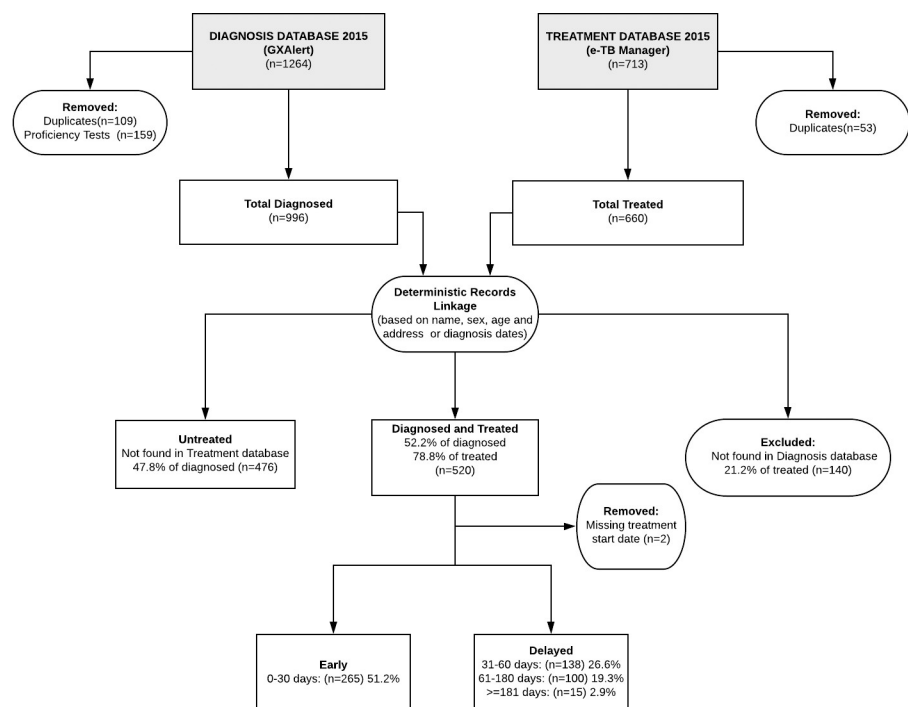 DIAGNOSIS DATABASE 2015
(GXAlert)
(n=1264)
TREATMENT DATABASE 2015
(e-TB Manager)
(n=713)
Removed:
Duplicates(n=109)
Proficiency Tests (n=159)
Removed:
Duplicates(n=53)
Total Diagnosed
(n=996)
Total Treated
(n=660)
Deterministic Records
Linkage
(based on name, sex, age and
address or diagnosis dates)
Untreated
Not found in Treatment database
47.8% of diagnosed (n=476)
Diagnosed and Treated
52.2% of diagnosed
78.8% of treated
(n=520)
Excluded:
Not found in Diagnosis database
21.2% of treated (n=140)
Removed:
Missing treatment
start date (n=2)
Early
0-30 days: (n=265) 51.2%
Delayed
31-60 days: (n=138) 26.6%
61-180 days: (n=100) 19.3%
>=181 days: (n=15) 2.9%